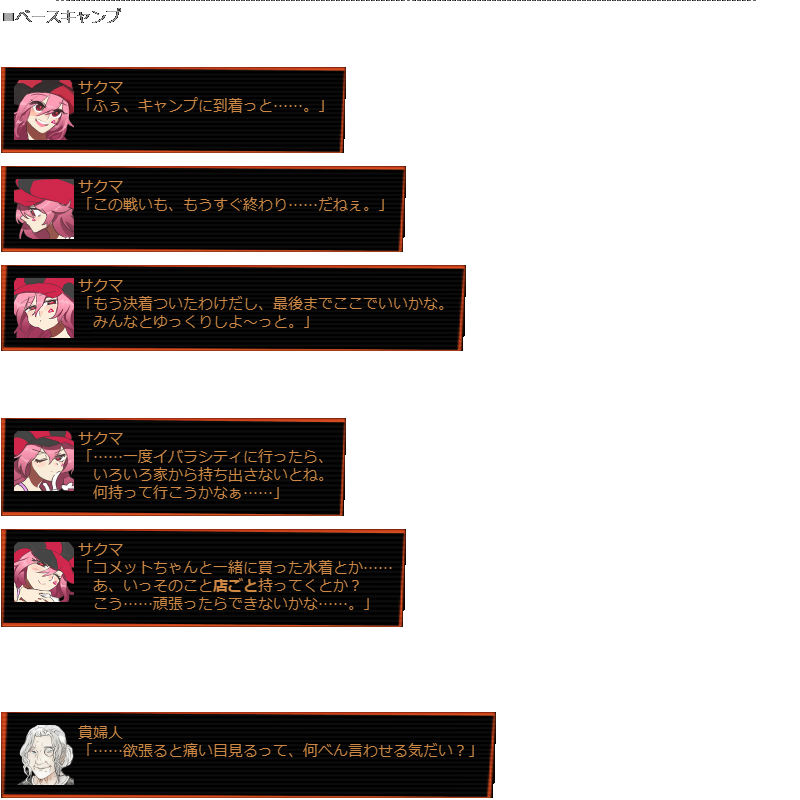 ■ベースキャンプ
サクマ
「ふぅ、キャンプに到着っと……。」
サクマ
「この戦いも、もうすぐ終わり……だねぇ。」
サクマ
「もう決着ついたわけだし、最後までここでいいかな。
みんなとゆっくりしよ～っと。」
サクマ
「……一度イバラシティに行ったら、
いろいろ家から持ち出さないとね。
何持って行こうかなぁ……」
サクマ
「コメットちゃんと一緒に買った水着とか……
あ、いっそのこと店ごと持ってくとか？
こう……頑張ったらできないかな……。」
貴婦人
「……欲張ると痛い目見るって、何べん言わせる気だい？」